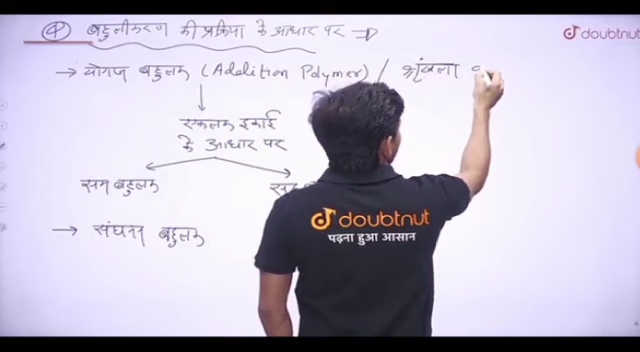 ④ बहुलीकरण की प्रक्रिया के आधार पर ⇒
doubtnut
→ योगज बहुलक (Addition Polymer) / श्रृंखला
एकलक इकाई
के आधार पर
सम बहुलक
→ संघनन बहुलक
doubtnut
पढ़ना हुआ आसान